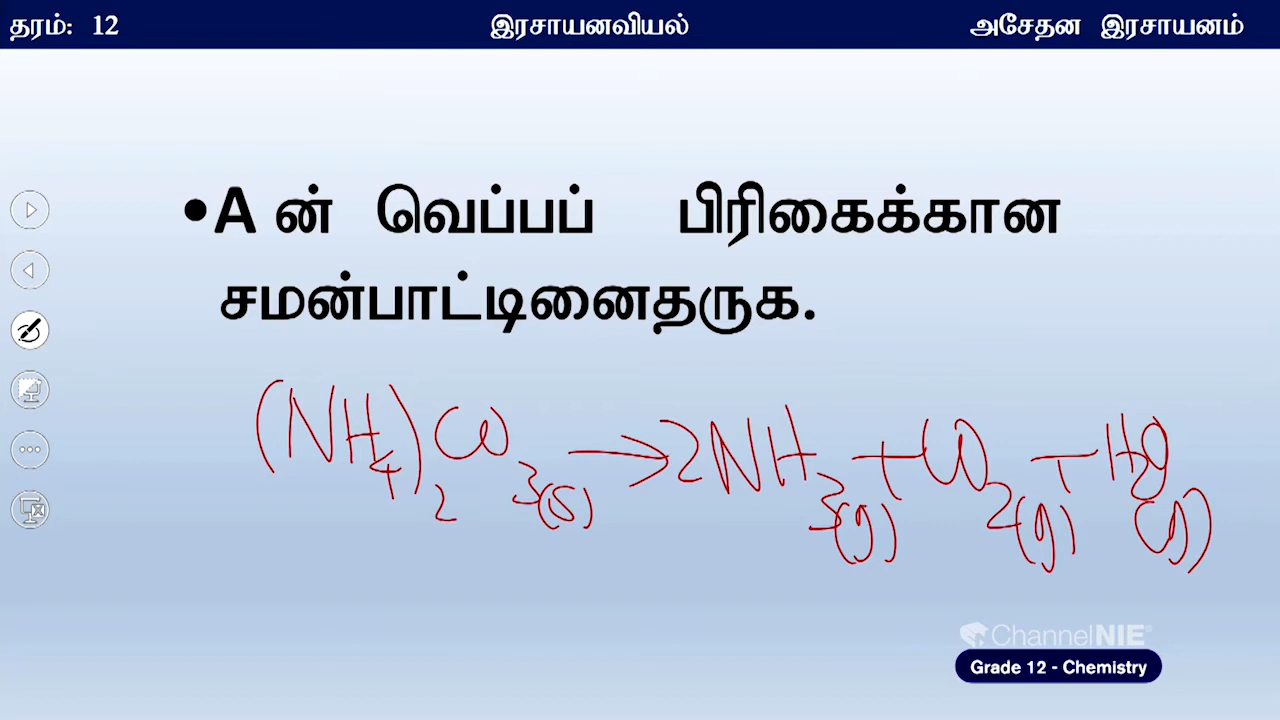 தரம்: 12 இரசாயனவியல் அசேதன இரசாயனம்
•A ன் வெப்பப் பிரிகைக்கான
சமன்பாட்டினைதருக.
(NH₄)₂CO₃(s) → 2NH₃(g) + CO₂(g) + H₂O(g)
ChannelNIE
Grade 12 - Chemistry